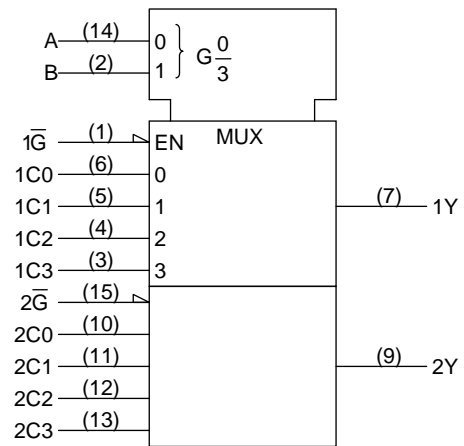 A (14) 0
B (2) 1
G 0/3
MUX
1G̅ (1) EN
1C0 (6) 0
1C1 (5) 1
1C2 (4) 2
1C3 (3) 3
(7) 1Y
2G̅ (15)
2C0 (10)
2C1 (11)
2C2 (12)
2C3 (13)
(9) 2Y